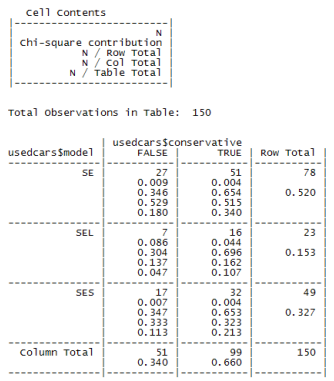 Cell Contents
|-------------------------|
|                       N |
| Chi-square contribution |
|           N / Row Total |
|           N / Col Total |
|         N / Table Total |
|-------------------------|
Total Observations in Table:  150
              | usedcars$conservative
usedcars$model |     FALSE |      TRUE | Row Total |
---------------|-----------|-----------|-----------|
            SE |        27 |        51 |        78 |
               |     0.009 |     0.004 |           |
               |     0.346 |     0.654 |     0.520 |
               |     0.529 |     0.515 |           |
               |     0.180 |     0.340 |           |
---------------|-----------|-----------|-----------|
           SEL |         7 |        16 |        23 |
               |     0.086 |     0.044 |           |
               |     0.304 |     0.696 |     0.153 |
               |     0.137 |     0.162 |           |
               |     0.047 |     0.107 |           |
---------------|-----------|-----------|-----------|
           SES |        17 |        32 |        49 |
               |     0.007 |     0.004 |           |
               |     0.347 |     0.653 |     0.327 |
               |     0.333 |     0.323 |           |
               |     0.113 |     0.213 |           |
---------------|-----------|-----------|-----------|
  Column Total |        51 |        99 |       150 |
               |     0.340 |     0.660 |           |
---------------|-----------|-----------|-----------|